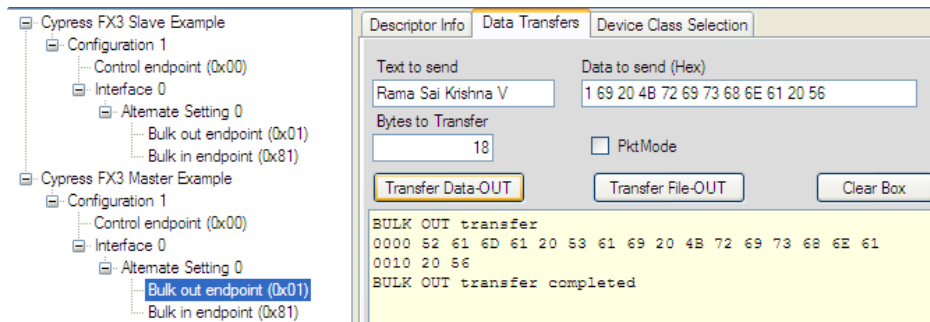 Cypress FX3 Slave Example
Configuration 1
Control endpoint (0x00)
Interface 0
Alternate Setting 0
Bulk out endpoint (0x01)
Bulk in endpoint (0x81)
Cypress FX3 Master Example
Configuration 1
Control endpoint (0x00)
Interface 0
Alternate Setting 0
Bulk out endpoint (0x01)
Bulk in endpoint (0x81)
Descriptor Info Data Transfers Device Class Selection
Text to send Data to send (Hex)
Rama Sai Krishna V 1 69 20 4B 72 69 73 68 6E 61 20 56
Bytes to Transfer
18 PktMode
Transfer Data-OUT Transfer File-OUT Clear Box
BULK OUT transfer
0000 52 61 6D 61 20 53 61 69 20 4B 72 69 73 68 6E 61
0010 20 56
BULK OUT transfer completed